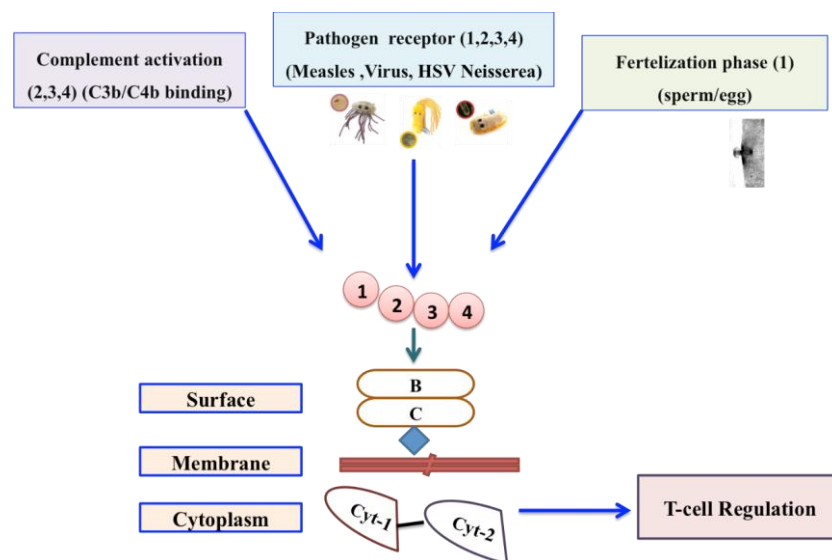 Complement activation
(2,3,4) (C3b/C4b binding)
Pathogen receptor (1,2,3,4)
(Measles ,Virus, HSV Neisserea)
Fertelization phase (1)
(sperm/egg)
1
2
3
4
Surface
B
C
Membrane
Cytoplasm
Cyt-1
Cyt-2
T-cell Regulation